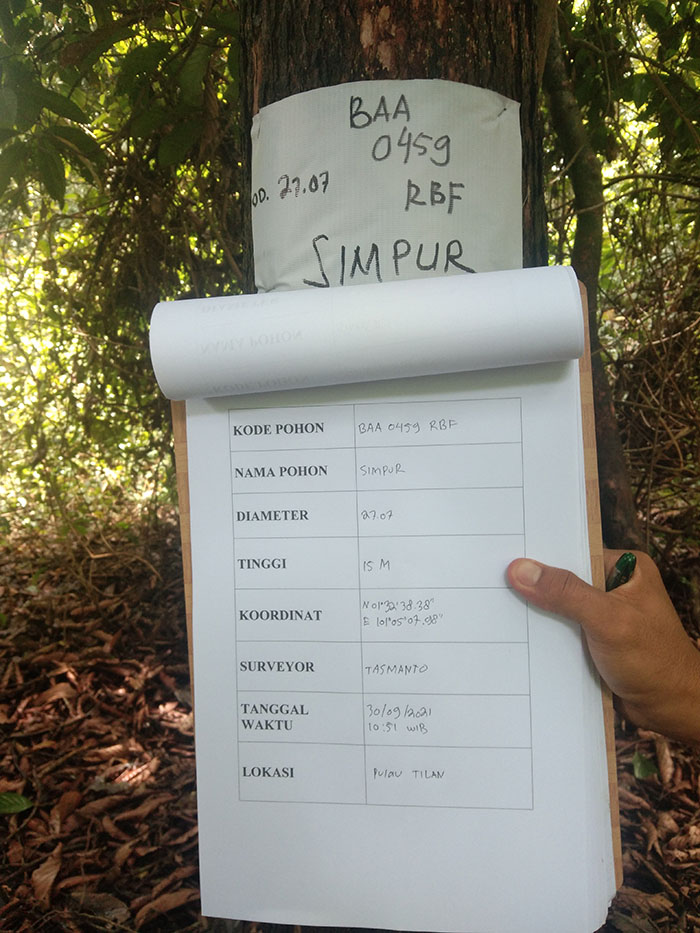 BAA
0459
OD. 27.07
RBF
SIMPUR
NAMA POHON
KODE POHON BAA 0459 RBF
NAMA POHON SIMPUR
DIAMETER 27.07
TINGGI 15 M
KOORDINAT N 01°32'38.38"
E 101°05'07.98"
SURVEYOR TASMANTO
TANGGAL 30/09/2021
WAKTU 10:51 WIB
LOKASI PULAU TILAN